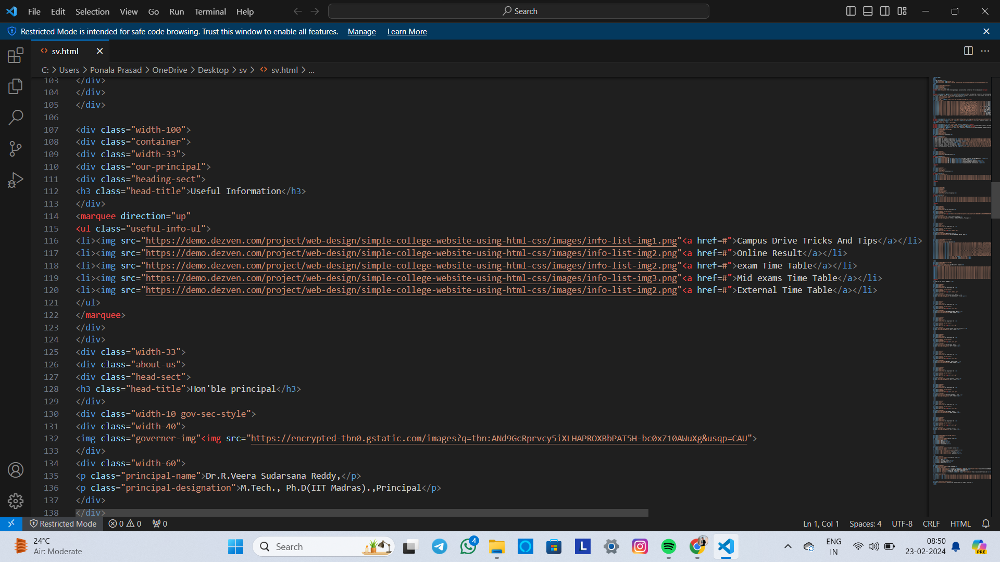 File Edit Selection View Go Run Terminal Help Search
Restricted Mode is intended for safe code browsing. Trust this window to enable all features. Manage Learn More
sv.html
C: > Users > Ponala Prasad > OneDrive > Desktop > sv > sv.html > ...
103 </div>
104 </div>
105 </div>
106
107 <div class="width-100">
108 <div class="container">
109 <div class="width-33">
110 <div class="our-principal">
111 <div class="heading-sect">
112 <h3 class="head-title">Useful Information</h3>
113 </div>
114 <marquee direction="up"
115 <ul class="useful-info-ul">
116 <li><img src="https://demo.dezven.com/project/web-design/simple-college-website-using-html-css/images/info-list-img1.png"<a href=#">Campus Drive Tricks And Tips</a></li>
117 <li><img src="https://demo.dezven.com/project/web-design/simple-college-website-using-html-css/images/info-list-img2.png"<a href=#">Online Result</a></li>
118 <li><img src="https://demo.dezven.com/project/web-design/simple-college-website-using-html-css/images/info-list-img2.png"<a href=#">exam Time Table</a></li>
119 <li><img src="https://demo.dezven.com/project/web-design/simple-college-website-using-html-css/images/info-list-img3.png"<a href=#">Mid exams Time Table</a></li>
120 <li><img src="https://demo.dezven.com/project/web-design/simple-college-website-using-html-css/images/info-list-img2.png"<a href=#">External Time Table</a></li>
121 </ul>
122 </marquee>
123 </div>
124 </div>
125 <div class="width-33">
126 <div class="about-us">
127 <div class="head-sect">
128 <h3 class="head-title">Hon'ble principal</h3>
129 </div>
130 <div class="width-10 gov-sec-style">
131 <div class="width-40">
132 <img class="governer-img"<img src="https://encrypted-tbn0.gstatic.com/images?q=tbn:ANd9GcRprvcy5iXLHAPROXBbPAT5H-bc0xZ10AWuXg&usqp=CAU">
133 </div>
134 <div class="width-60">
135 <p class="principal-name">Dr.R.Veera Sudarsana Reddy,</p>
136 <p class="principal-designation">M.Tech., Ph.D(IIT Madras).,Principal</p>
137 </div>
138 </div>
Restricted Mode 0 0 0 Ln 1, Col 1 Spaces: 4 UTF-8 CRLF HTML
24°C
Air: Moderate
Search
4
L
ENG
IN
08:50
23-02-2024
PRE